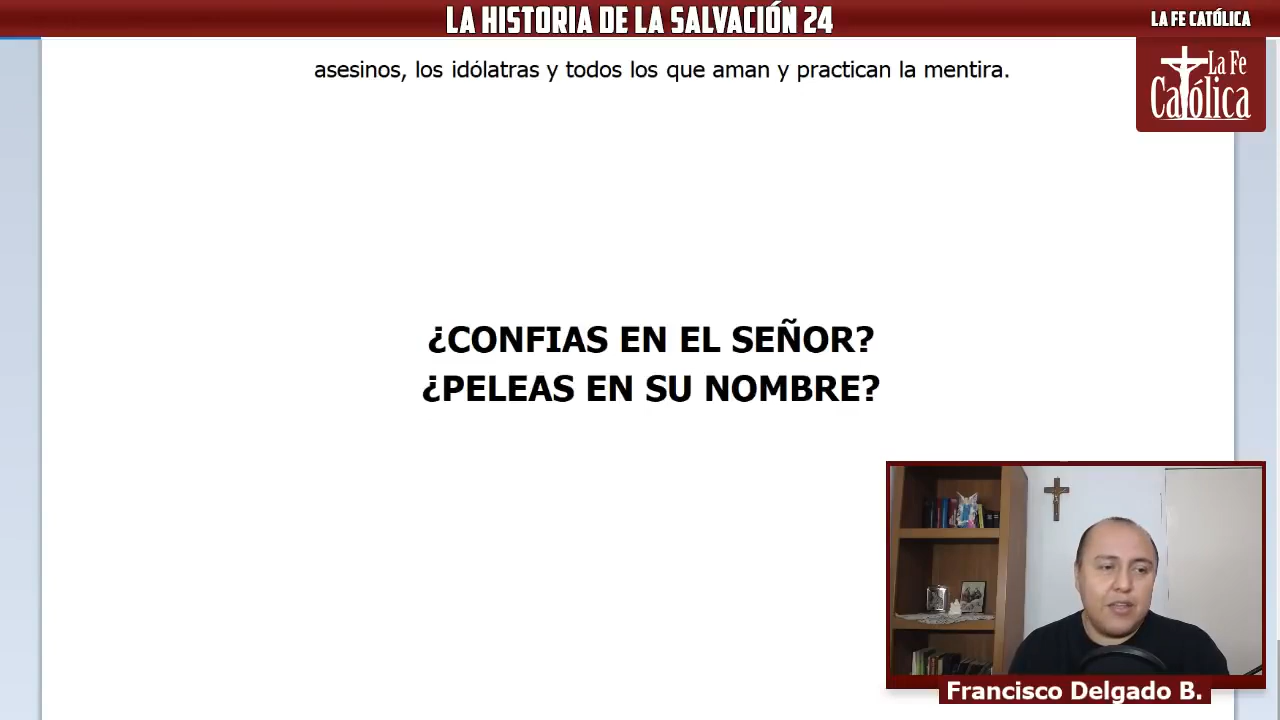 LA HISTORIA DE LA SALVACIÓN 24
LA FE CATÓLICA
La Fe
Católica
asesinos, los idólatras y todos los que aman y practican la mentira.
¿CONFIAS EN EL SEÑOR?
¿PELEAS EN SU NOMBRE?
Francisco Delgado B.